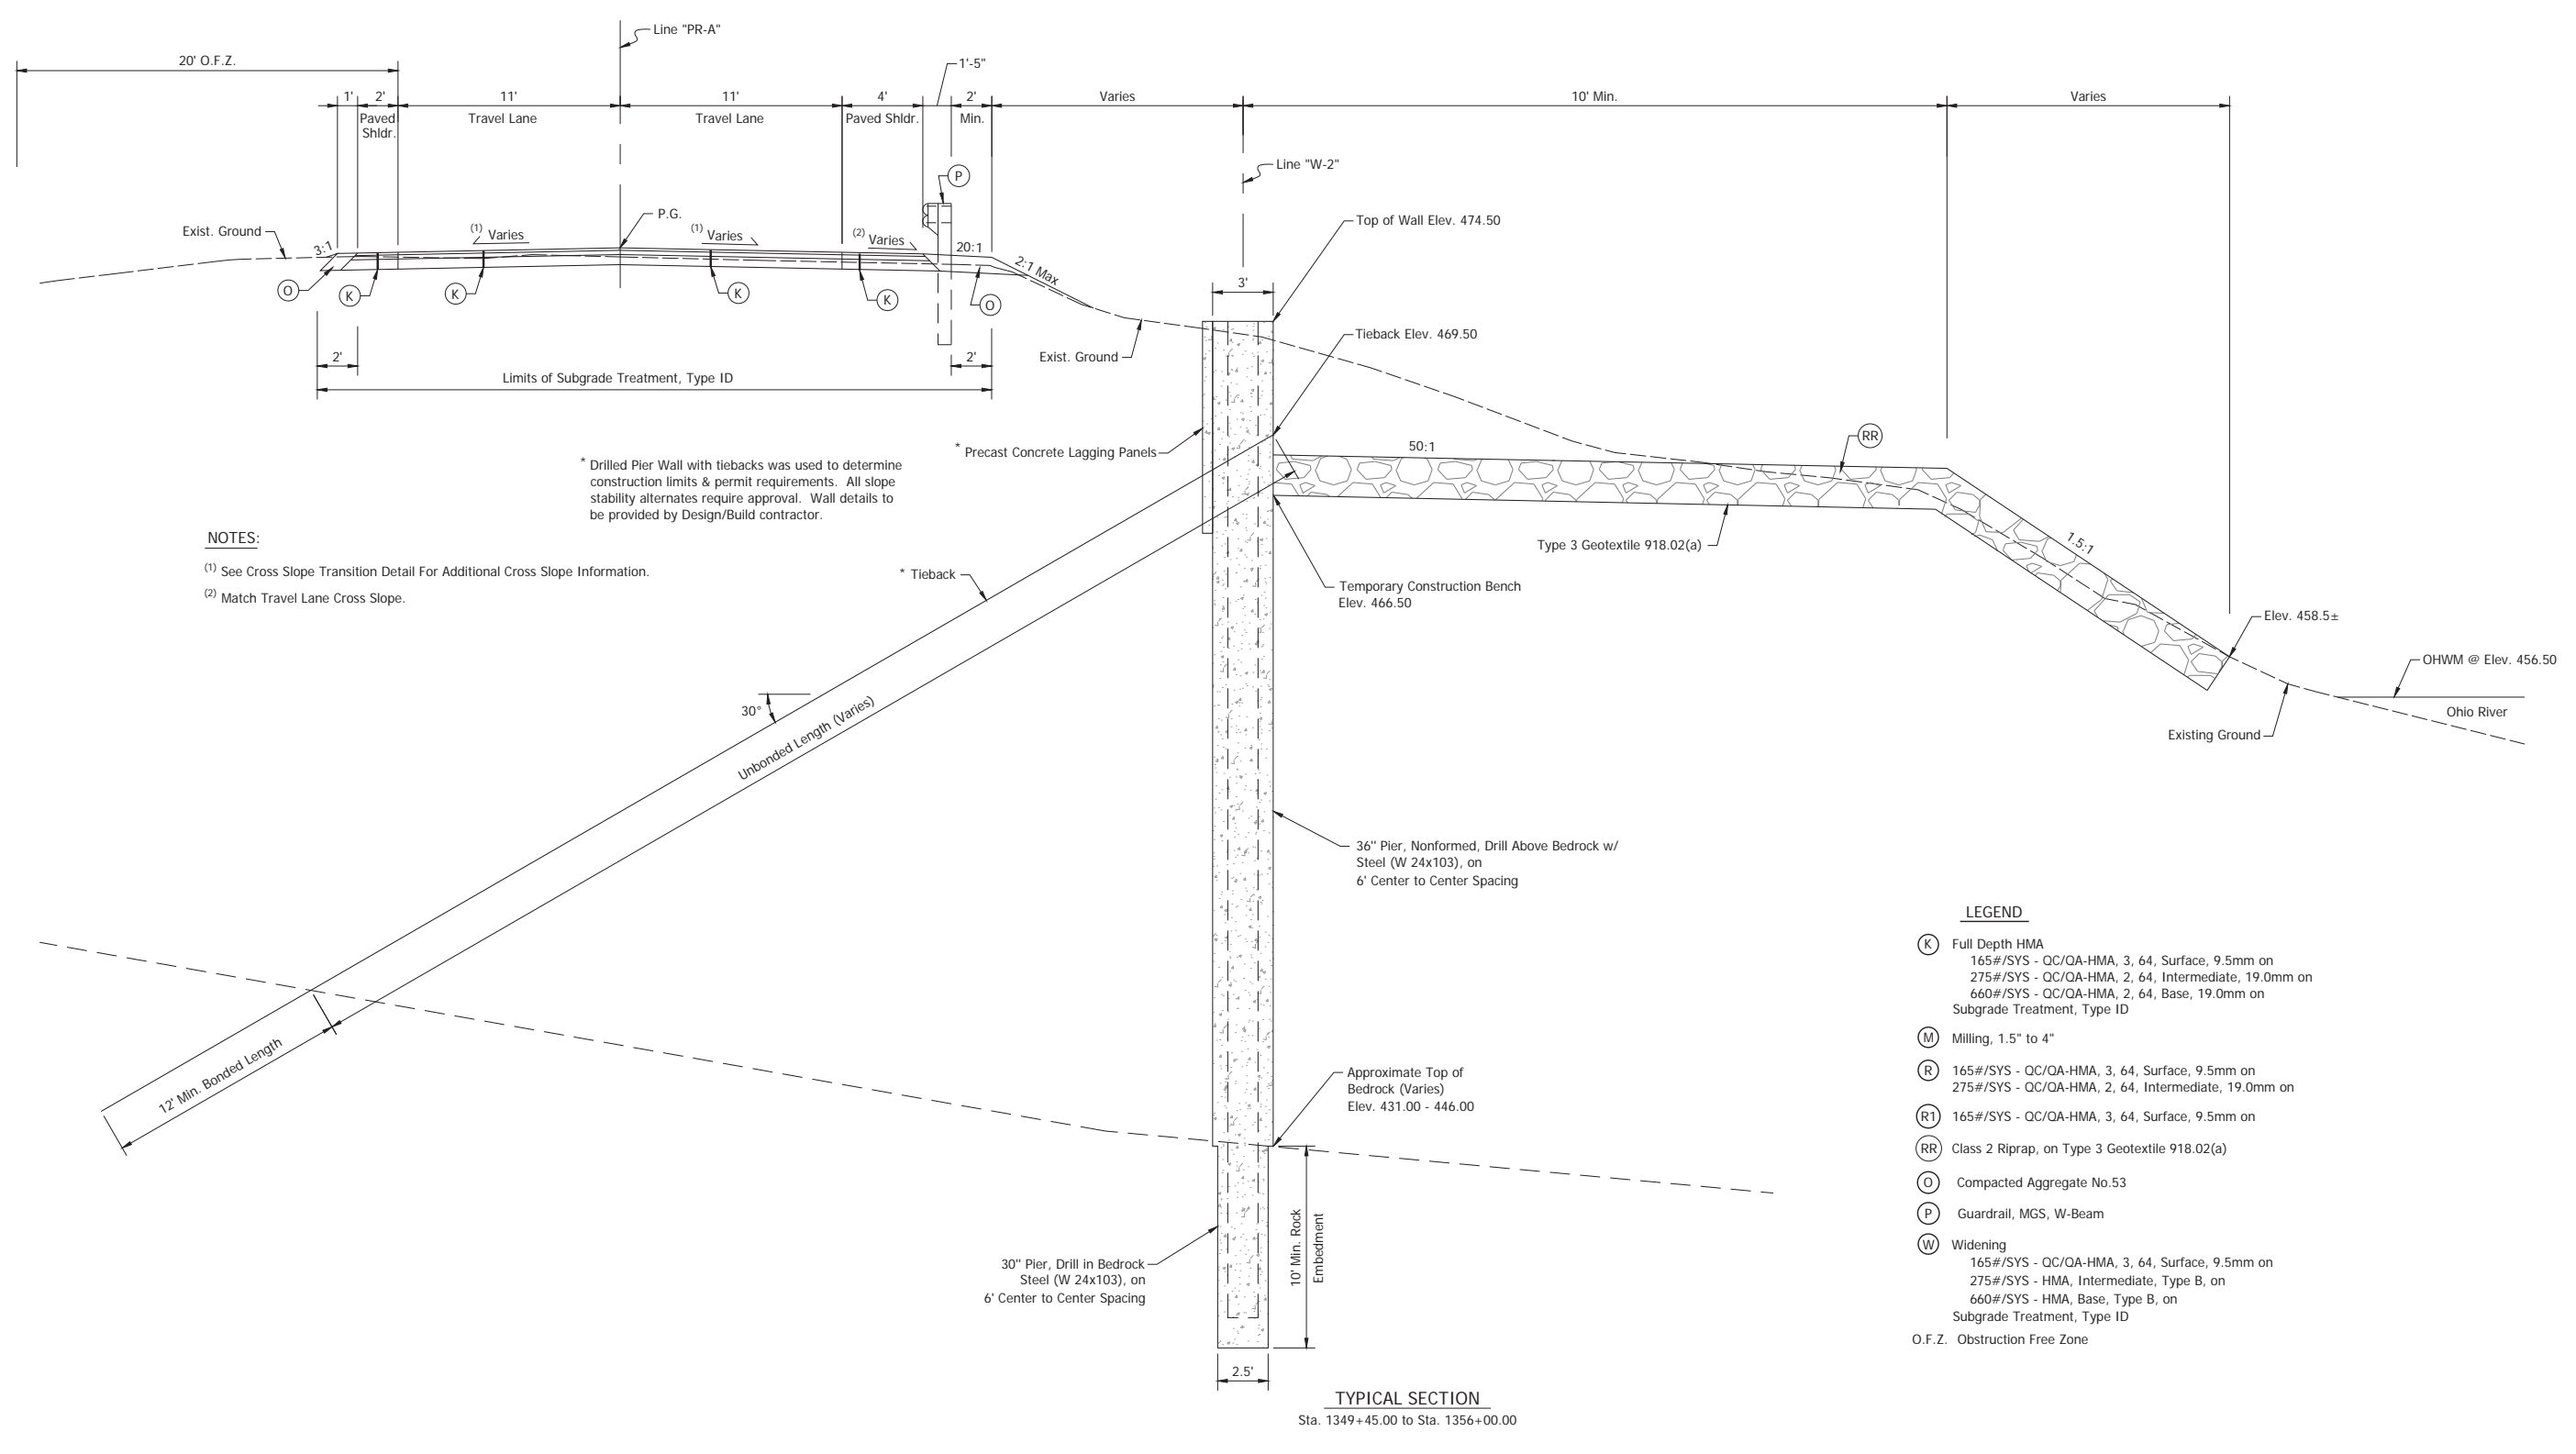 Line "PR-A"
20' O.F.Z.
1'-5"
1'
2'
11'
11'
4'
2'
Varies
10' Min.
Varies
Paved
Shldr.
Travel Lane
Travel Lane
Paved Shldr.
Min.
Line "W-2"
P
P.G.
Top of Wall Elev. 474.50
Exist. Ground
(1) Varies
(1) Varies
(2) Varies
3:1
20:1
2:1 Max
O
K
K
K
K
O
3'
Tieback Elev. 469.50
2'
2'
Exist. Ground
Limits of Subgrade Treatment, Type ID
RR
50:1
* Precast Concrete Lagging Panels
* Drilled Pier Wall with tiebacks was used to determine
construction limits & permit requirements. All slope
stability alternates require approval. Wall details to
be provided by Design/Build contractor.
NOTES:
(1) See Cross Slope Transition Detail For Additional Cross Slope Information.
(2) Match Travel Lane Cross Slope.
Type 3 Geotextile 918.02(a)
1.5:1
* Tieback
Temporary Construction Bench
Elev. 466.50
Elev. 458.5±
OHWM @ Elev. 456.50
Ohio River
Existing Ground
30°
Unbonded Length (Varies)
36" Pier, Nonformed, Drill Above Bedrock w/
Steel (W 24x103), on
6' Center to Center Spacing
12' Min. Bonded Length
Approximate Top of
Bedrock (Varies)
Elev. 431.00 - 446.00
10' Min. Rock
Embedment
30" Pier, Drill in Bedrock
Steel (W 24x103), on
6' Center to Center Spacing
2.5'
LEGEND
K Full Depth HMA
165#/SYS - QC/QA-HMA, 3, 64, Surface, 9.5mm on
275#/SYS - QC/QA-HMA, 2, 64, Intermediate, 19.0mm on
660#/SYS - QC/QA-HMA, 2, 64, Base, 19.0mm on
Subgrade Treatment, Type ID
M Milling, 1.5" to 4"
R 165#/SYS - QC/QA-HMA, 3, 64, Surface, 9.5mm on
275#/SYS - QC/QA-HMA, 2, 64, Intermediate, 19.0mm on
R1 165#/SYS - QC/QA-HMA, 3, 64, Surface, 9.5mm on
RR Class 2 Riprap, on Type 3 Geotextile 918.02(a)
O Compacted Aggregate No.53
P Guardrail, MGS, W-Beam
W Widening
165#/SYS - QC/QA-HMA, 3, 64, Surface, 9.5mm on
275#/SYS - HMA, Intermediate, Type B, on
660#/SYS - HMA, Base, Type B, on
Subgrade Treatment, Type ID
O.F.Z. Obstruction Free Zone
TYPICAL SECTION
Sta. 1349+45.00 to Sta. 1356+00.00